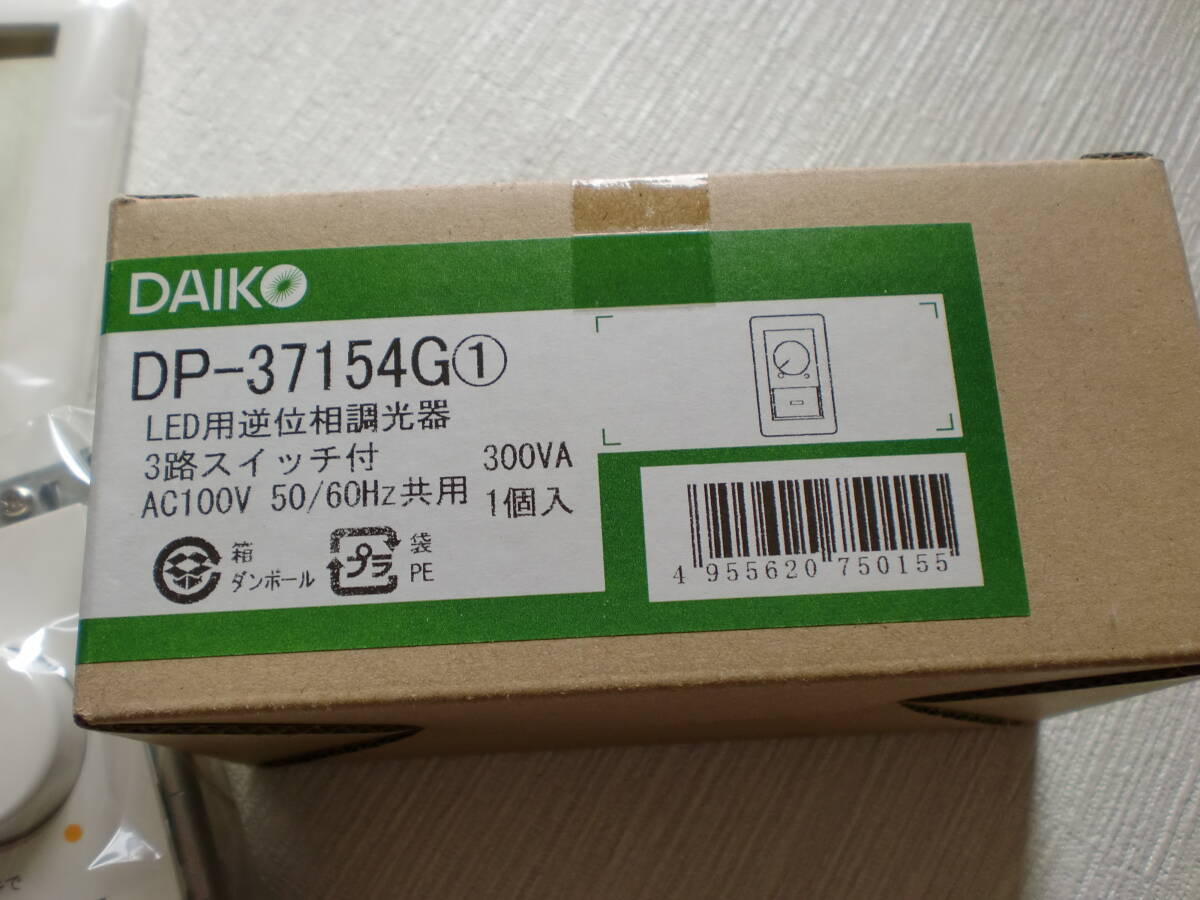 DAIKO
DP-37154G①
LED用逆位相調光器
3路スイッチ付 300VA
AC100V 50/60Hz共用 1個入
箱
ダンボール
プラ
袋
PE
4 955620 750155
で